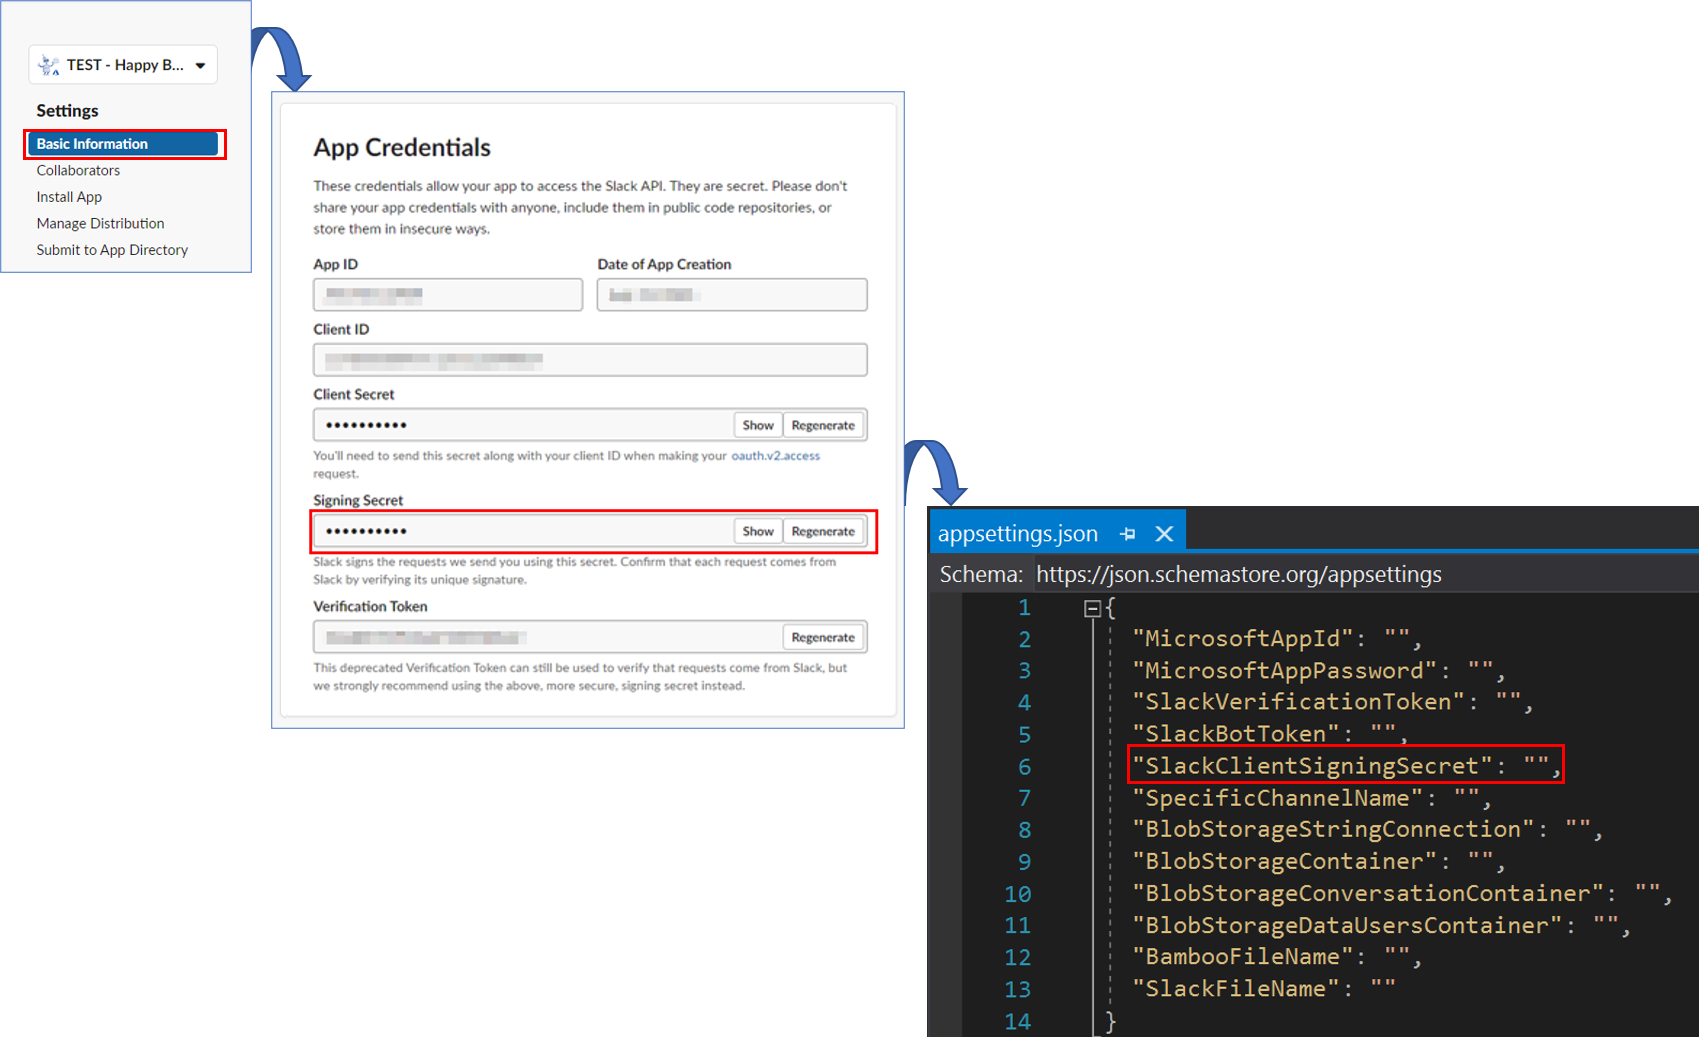 TEST - Happy B...
Settings
Basic Information
Collaborators
Install App
Manage Distribution
Submit to App Directory
App Credentials
These credentials allow your app to access the Slack API. They are secret. Please don't
share your app credentials with anyone, include them in public code repositories, or
store them in insecure ways.
App ID
Date of App Creation
Client ID
Client Secret
•••••••••• Show Regenerate
You'll need to send this secret along with your client ID when making your oauth.v2.access
request.
Signing Secret
•••••••••• Show Regenerate
Slack signs the requests we send you using this secret. Confirm that each request comes from
Slack by verifying its unique signature.
Verification Token
Regenerate
This deprecated Verification Token can still be used to verify that requests come from Slack, but
we strongly recommend using the above, more secure, signing secret instead.
appsettings.json
Schema: https://json.schemastore.org/appsettings
1 {
2 "MicrosoftAppId": "",
3 "MicrosoftAppPassword": "",
4 "SlackVerificationToken": "",
5 "SlackBotToken": "",
6 "SlackClientSigningSecret": "",
7 "SpecificChannelName": "",
8 "BlobStorageStringConnection": "",
9 "BlobStorageContainer": "",
10 "BlobStorageConversationContainer": "",
11 "BlobStorageDataUsersContainer": "",
12 "BambooFileName": "",
13 "SlackFileName": ""
14 }